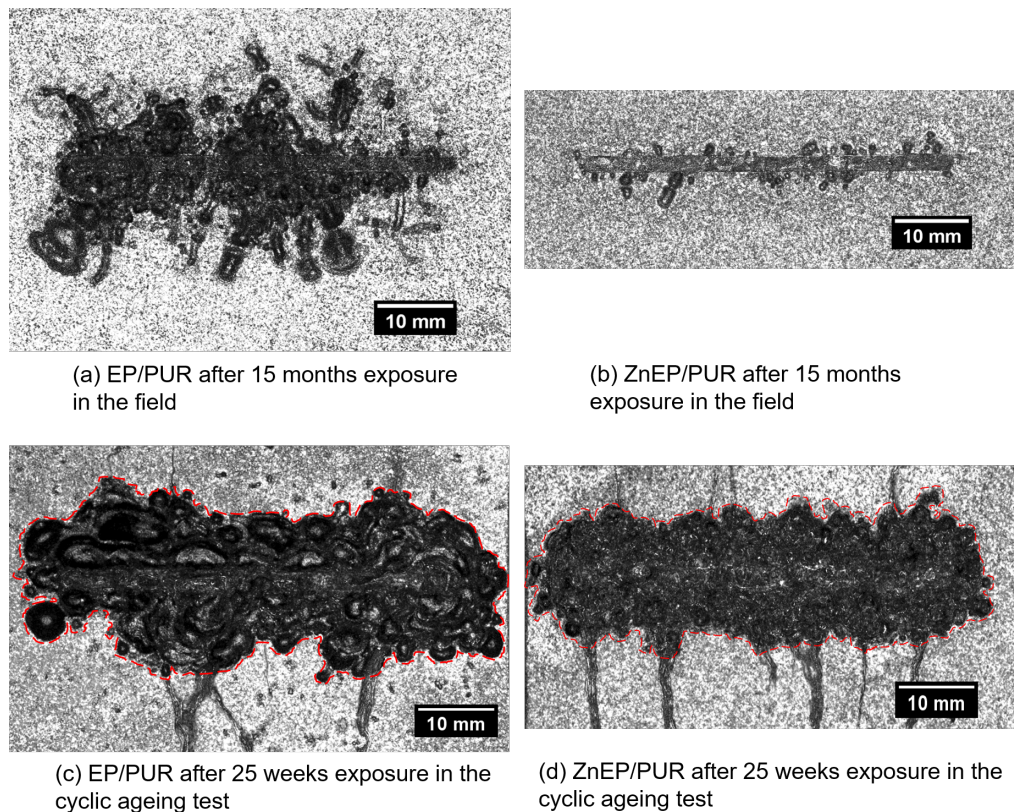 10 mm
(a) EP/PUR after 15 months exposure
in the field
10 mm
(b) ZnEP/PUR after 15 months
exposure in the field
10 mm
(c) EP/PUR after 25 weeks exposure in the
cyclic ageing test
10 mm
(d) ZnEP/PUR after 25 weeks exposure in the
cyclic ageing test